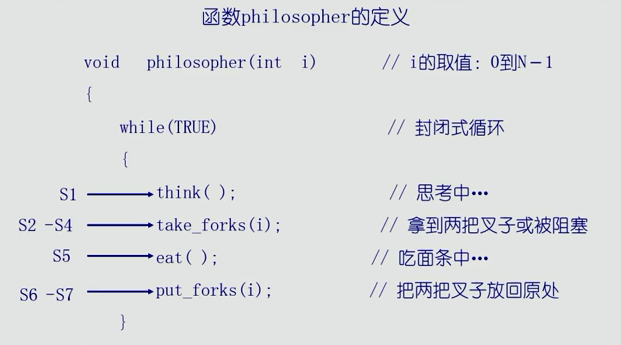 函数philosopher的定义
void philosopher(int i) // i的取值：0到N-1
{
while(TRUE) // 封闭式循环
{
S1 think( ); // 思考中…
S2 -S4 take_forks(i); // 拿到两把叉子或被阻塞
S5 eat( ); // 吃面条中…
S6 -S7 put_forks(i); // 把两把叉子放回原处
}